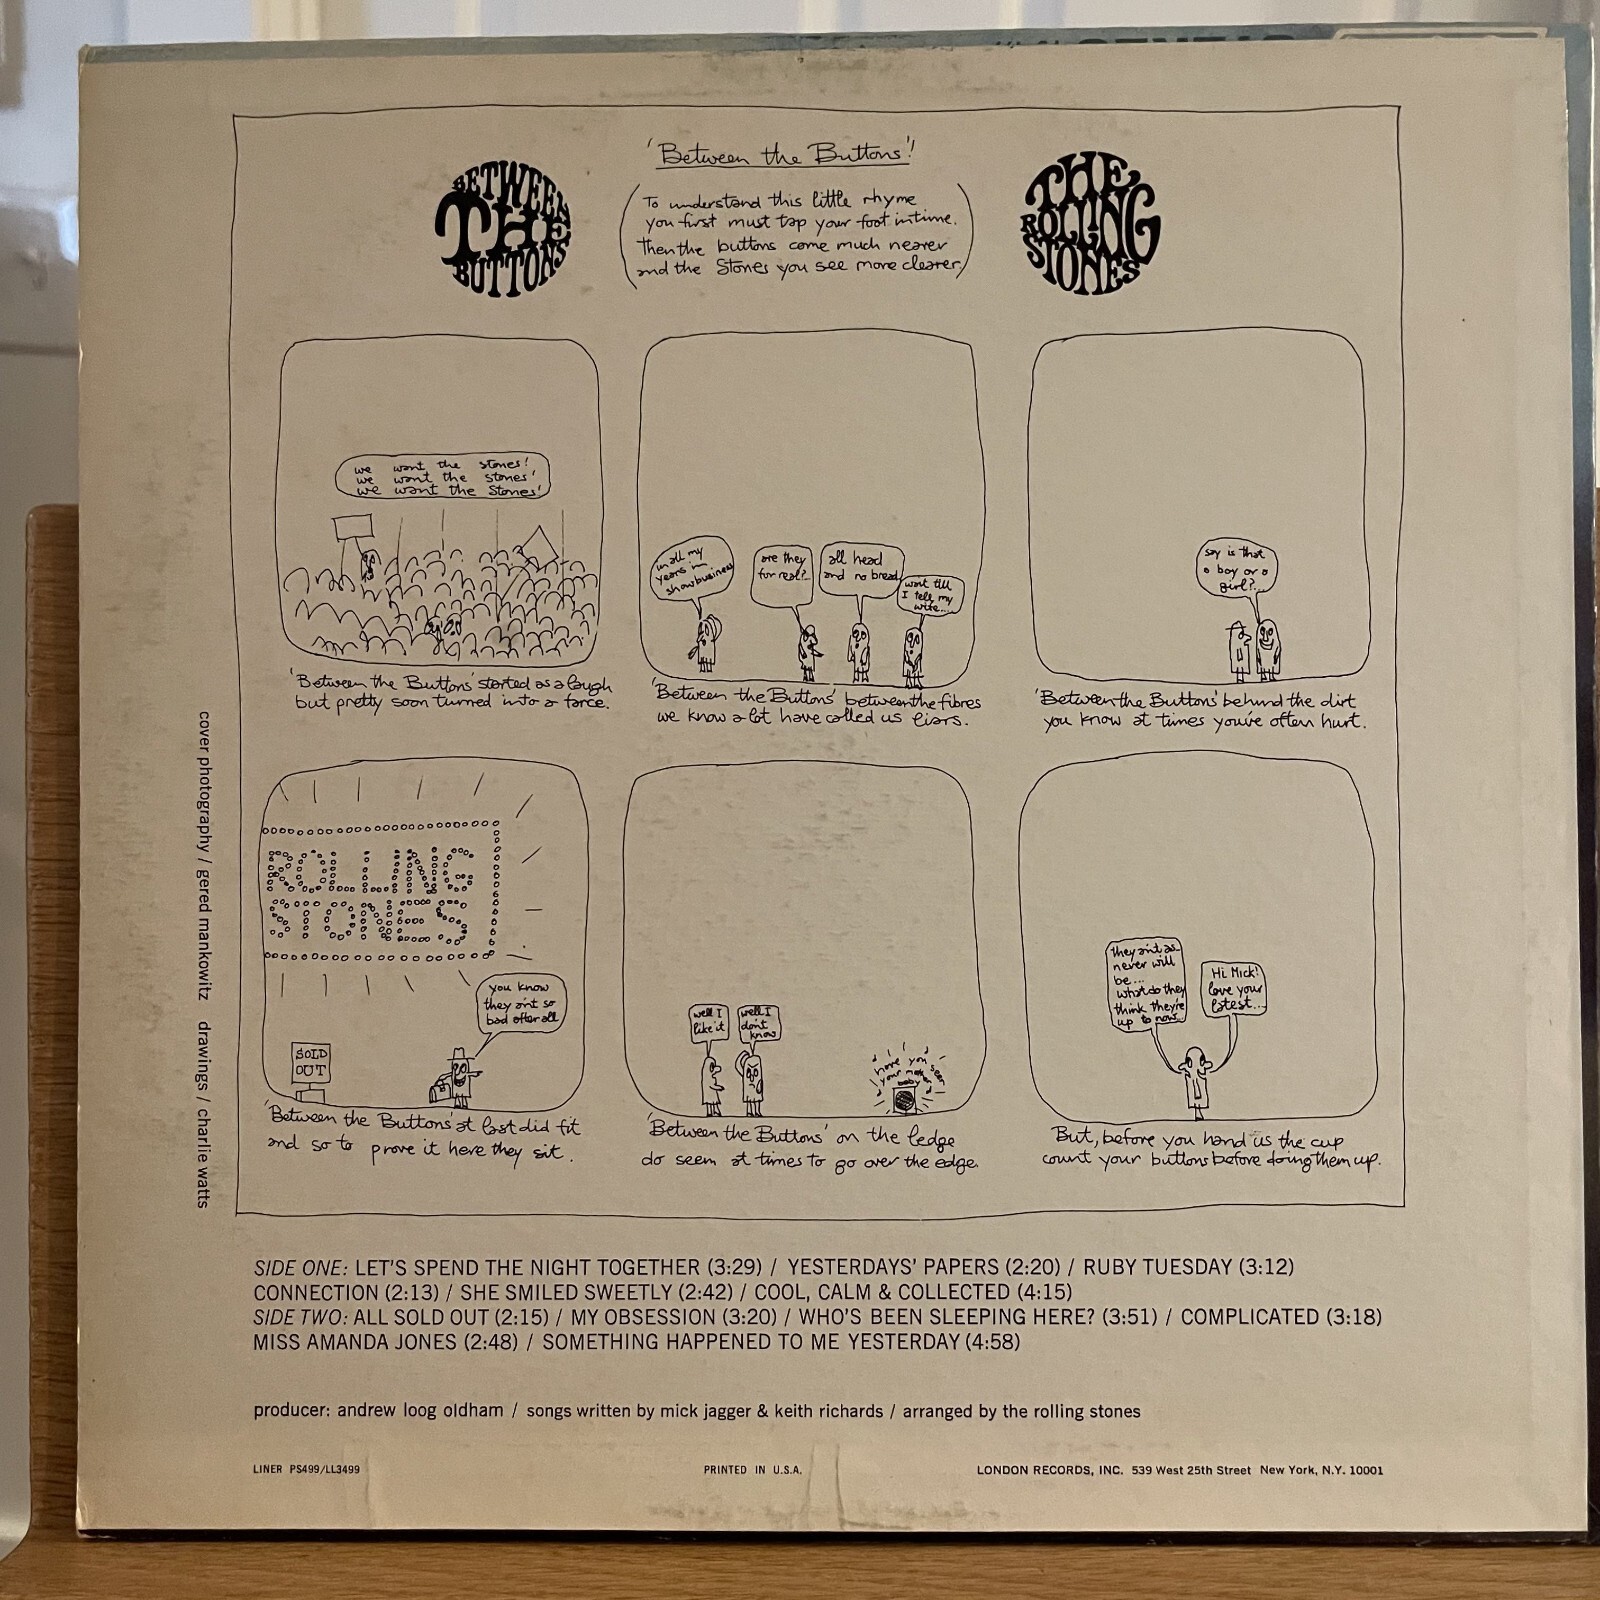 'Between the Buttons'!
BETWEEN
THE
BUTTONS
(To understand this little rhyme
you first must tap your foot in time.
Then the buttons come much nearer
and the Stones you see more clearer.)
THE
ROLLING
STONES
we want the stones!
we want the stones!
we want the Stones!
'Between the Buttons' started as a laugh
but pretty soon turned into a farce.
in all my
years in
showbusiness
are they
for real?..
all head
and no bread
wait till
I tell my
wife....
'Between the Buttons' between the fibres
we know a lot have called us liars.
say is that
a boy or a
girl?...
'Between the Buttons' behind the dirt
you know at times you're often hurt.
ROLLING
STONES
you know
they aint so
bad after all
SOLD
OUT
'Between the Buttons' at last did fit
and so to prove it here they sit.
well I
like it
well I
don't
know
have you seen
your mother
baby
'Between the Buttons' on the ledge
do seem at times to go over the edge.
they aint as
never will
be...
what do they
think they're
up to now..
Hi Mick!
love your
latest...
But, before you hand us the cup
count your buttons before doing them up.
cover photography / gered mankowitz drawings / charlie watts
SIDE ONE: LET'S SPEND THE NIGHT TOGETHER (3:29) / YESTERDAYS' PAPERS (2:20) / RUBY TUESDAY (3:12)
CONNECTION (2:13) / SHE SMILED SWEETLY (2:42) / COOL, CALM & COLLECTED (4:15)
SIDE TWO: ALL SOLD OUT (2:15) / MY OBSESSION (3:20) / WHO'S BEEN SLEEPING HERE? (3:51) / COMPLICATED (3:18)
MISS AMANDA JONES (2:48) / SOMETHING HAPPENED TO ME YESTERDAY (4:58)
producer: andrew loog oldham / songs written by mick jagger & keith richards / arranged by the rolling stones
LINER PS499/LL3499
PRINTED IN U.S.A.
LONDON RECORDS, INC. 539 West 25th Street New York, N.Y. 10001